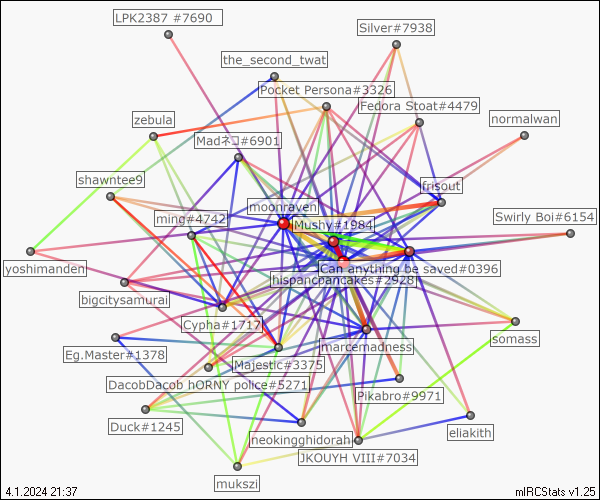 LPK2387 #7690
Silver#7938
the_second_twat
Pocket Persona#3326
Fedora Stoat#4479
zebula
normalwan
Madネコ#6901
shawntee9
frisout
moonraven
ming#4742
Mushy#1984
Swirly Boi#6154
yoshimanden
Can anything be saved#0396
hispancpancakes#2928
bigcitysamurai
Cypha#1717
somass
marcemadness
Eg.Master#1378
Majestic#3375
DacobDacob hORNY police#5271
Pikabro#9971
Duck#1245
neokingghidorah
eliakith
JKOUYH VIII#7034
mukszi
4.1.2024 21:37
mIRCStats v1.25